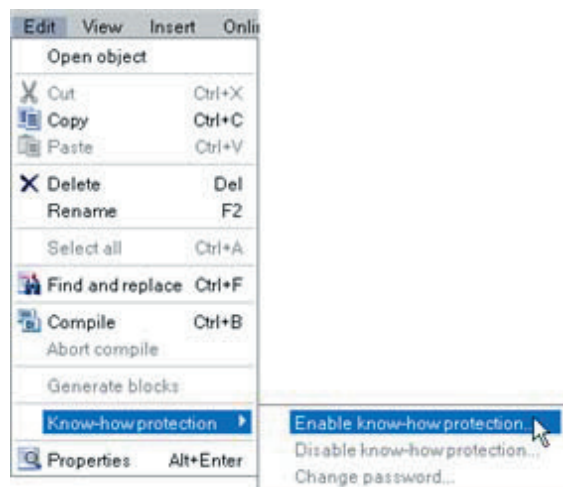 Edit View Insert
Open object
Cut Ctrl+X
Copy Ctrl+C
Paste Ctrl+V
Delete Del
Rename F2
Select all Ctrl+A
Find and replace Ctrl+F
Compile Ctrl+B
Abort compile
Generate blocks
Know-how protection Enable know-how protection...
Disable know-how protection...
Change password...
Properties Alt+Enter